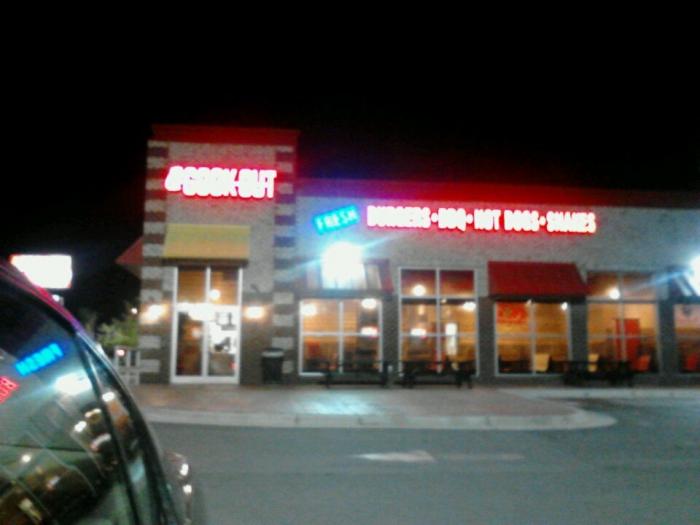 COOK-OUT
FRESH BURGERS • BBQ • HOT DOGS • SHAKES